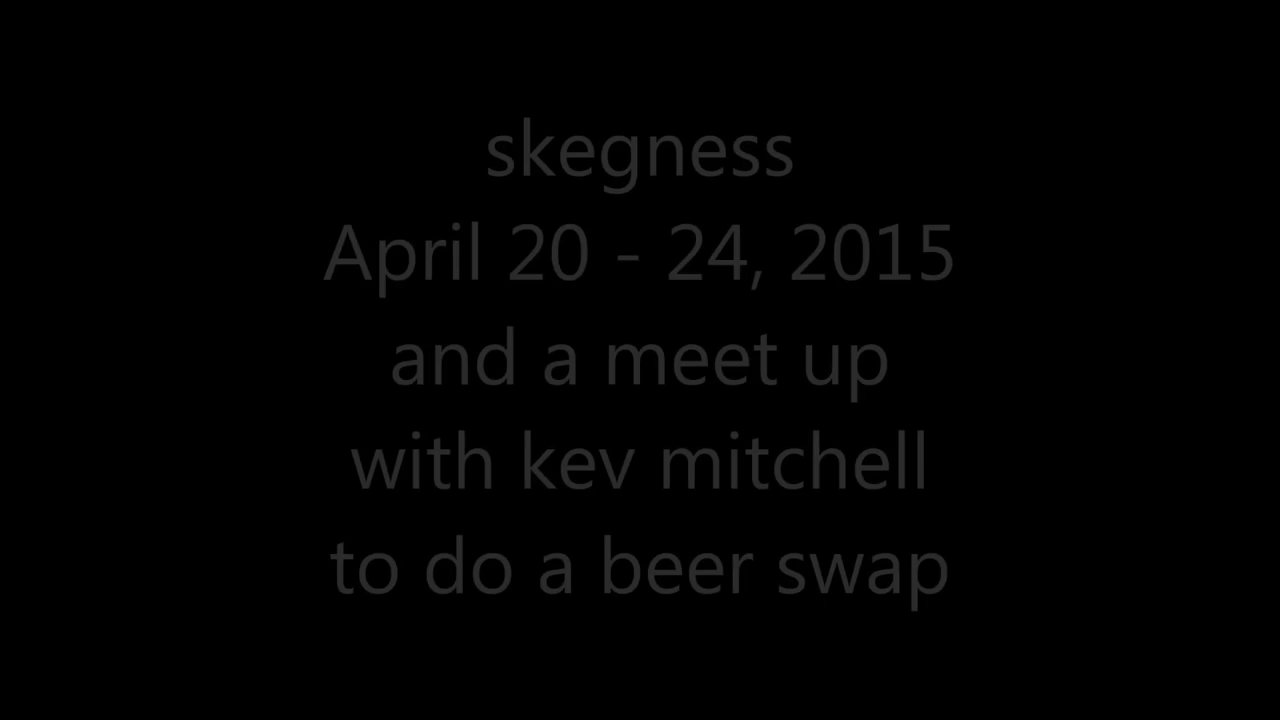 skegness
April 20 - 24, 2015
and a meet up
with kev mitchell
to do a beer swap